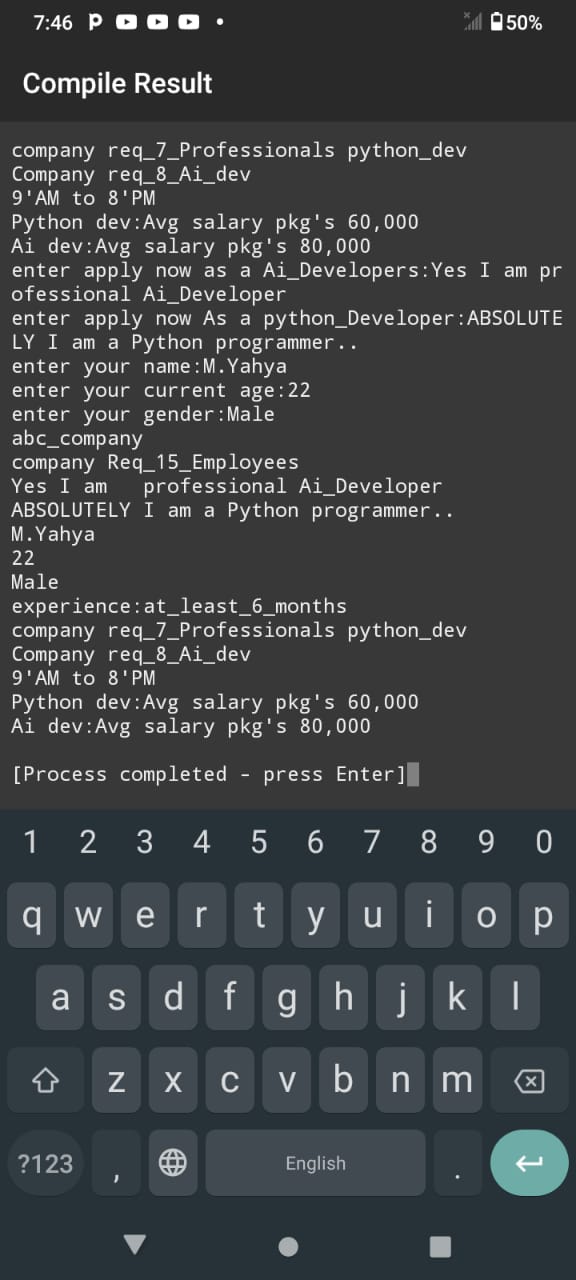 7:46
50%
Compile Result
company req_7_Professionals python_dev
Company req_8_Ai_dev
9'AM to 8'PM
Python dev:Avg salary pkg's 60,000
Ai dev:Avg salary pkg's 80,000
enter apply now as a Ai_Developers:Yes I am pr
ofessional Ai_Developer
enter apply now As a python_Developer:ABSOLUTE
LY I am a Python programmer..
enter your name:M.Yahya
enter your current age:22
enter your gender:Male
abc_company
company Req_15_Employees
Yes I am   professional Ai_Developer
ABSOLUTELY I am a Python programmer..
M.Yahya
22
Male
experience:at_least_6_months
company req_7_Professionals python_dev
Company req_8_Ai_dev
9'AM to 8'PM
Python dev:Avg salary pkg's 60,000
Ai dev:Avg salary pkg's 80,000
[Process completed - press Enter]
1 2 3 4 5 6 7 8 9 0
q w e r t y u i o p
a s d f g h j k l
z x c v b n m
?123 , English .